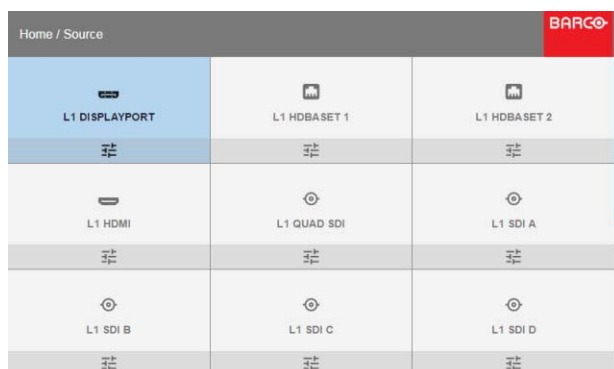 Home / Source
BARCO
L1 DISPLAYPORT
L1 HDBASET 1
L1 HDBASET 2
L1 HDMI
L1 QUAD SDI
L1 SDI A
L1 SDI B
L1 SDI C
L1 SDI D